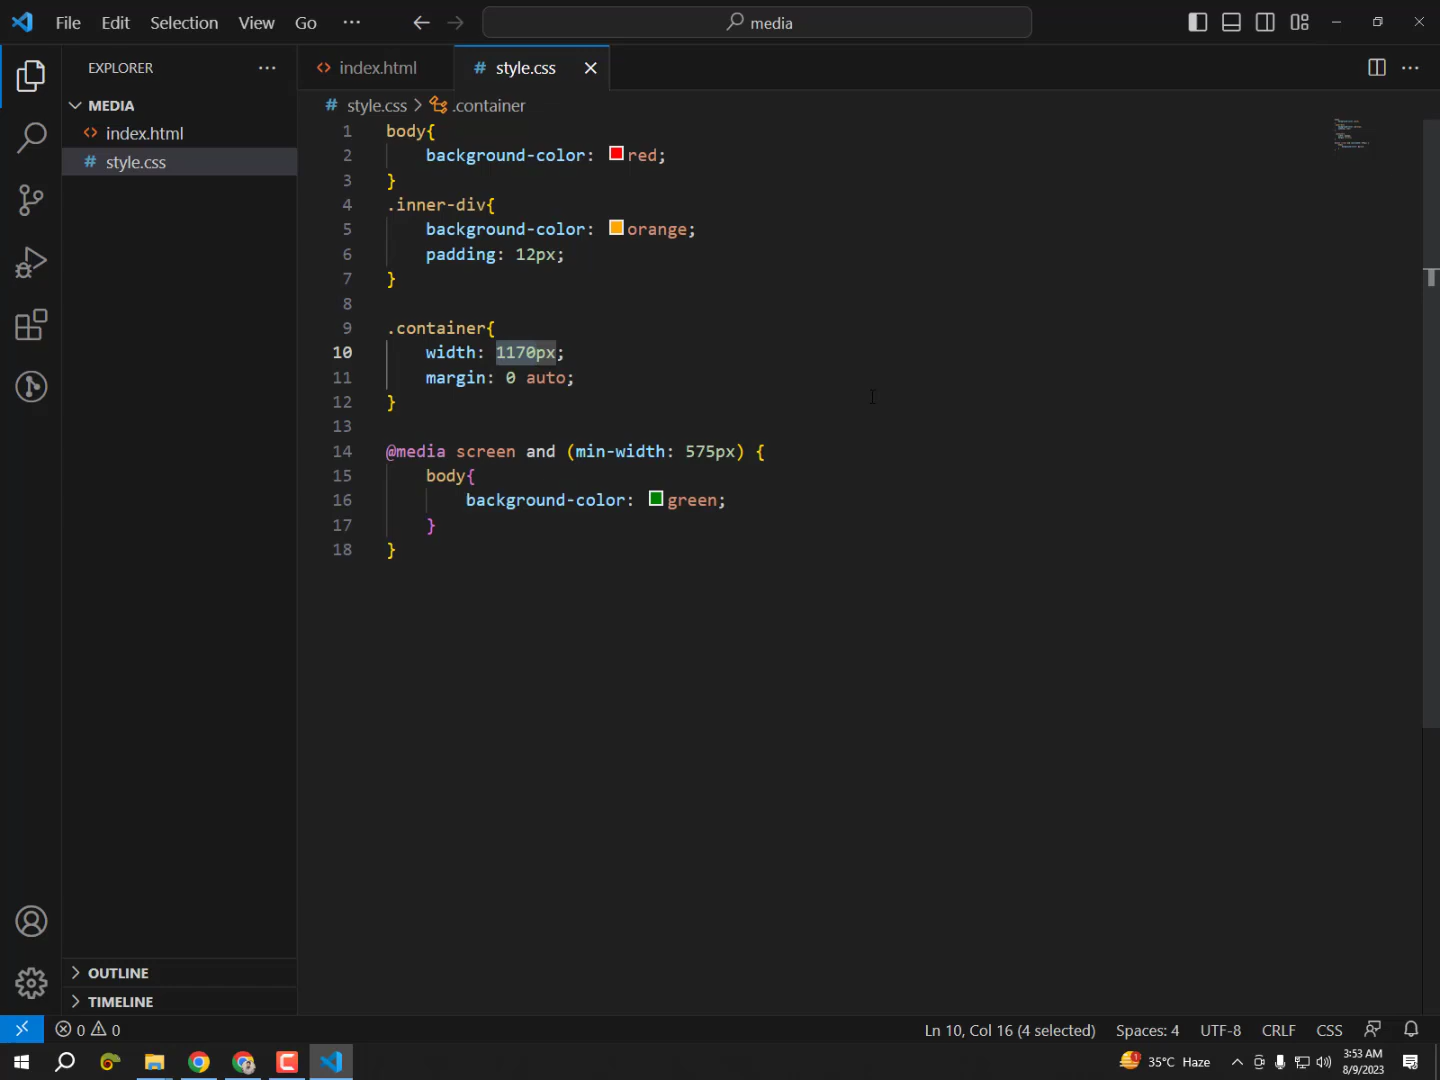 File Edit Selection View Go ··· media
EXPLORER ···
index.html
style.css
MEDIA
index.html
style.css
style.css > .container
1 body{
2 background-color: red;
3 }
4 .inner-div{
5 background-color: orange;
6 padding: 12px;
7 }
8
9 .container{
10 width: 1170px;
11 margin: 0 auto;
12 }
13
14 @media screen and (min-width: 575px) {
15 body{
16 background-color: green;
17 }
18 }
OUTLINE
TIMELINE
0 0 Ln 10, Col 16 (4 selected) Spaces: 4 UTF-8 CRLF CSS
1 35°C Haze 3:53 AM
8/9/2023